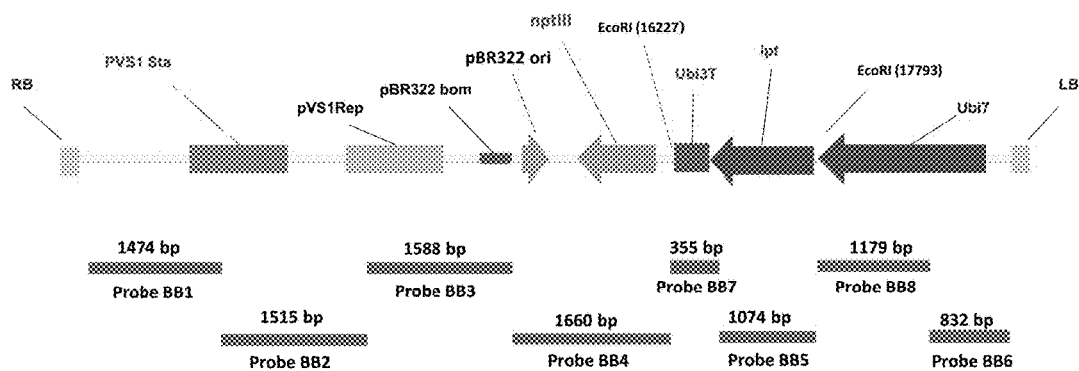 RB
PVS1 Sta
pVS1Rep
pBR322 bom
pBR322 ori
nptIII
EcoRI (16227)
Ubi3T
ipt
EcoRI (17793)
Ubi7
LB
1474 bp
Probe BB1
1588 bp
Probe BB3
355 bp
Probe BB7
1179 bp
Probe BB8
1515 bp
Probe BB2
1660 bp
Probe BB4
1074 bp
Probe BB5
832 bp
Probe BB6